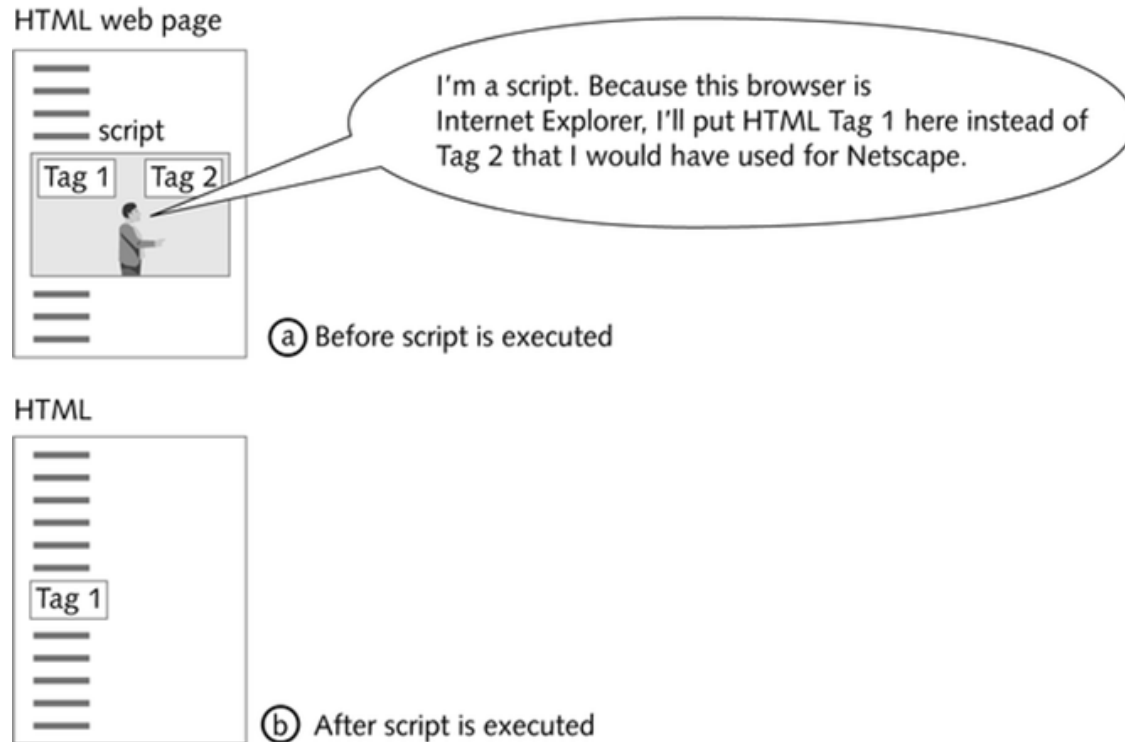 HTML web page
I'm a script. Because this browser is
Internet Explorer, I'll put HTML Tag 1 here instead of
Tag 2 that I would have used for Netscape.
script
Tag 1 Tag 2
a Before script is executed
HTML
Tag 1
b After script is executed